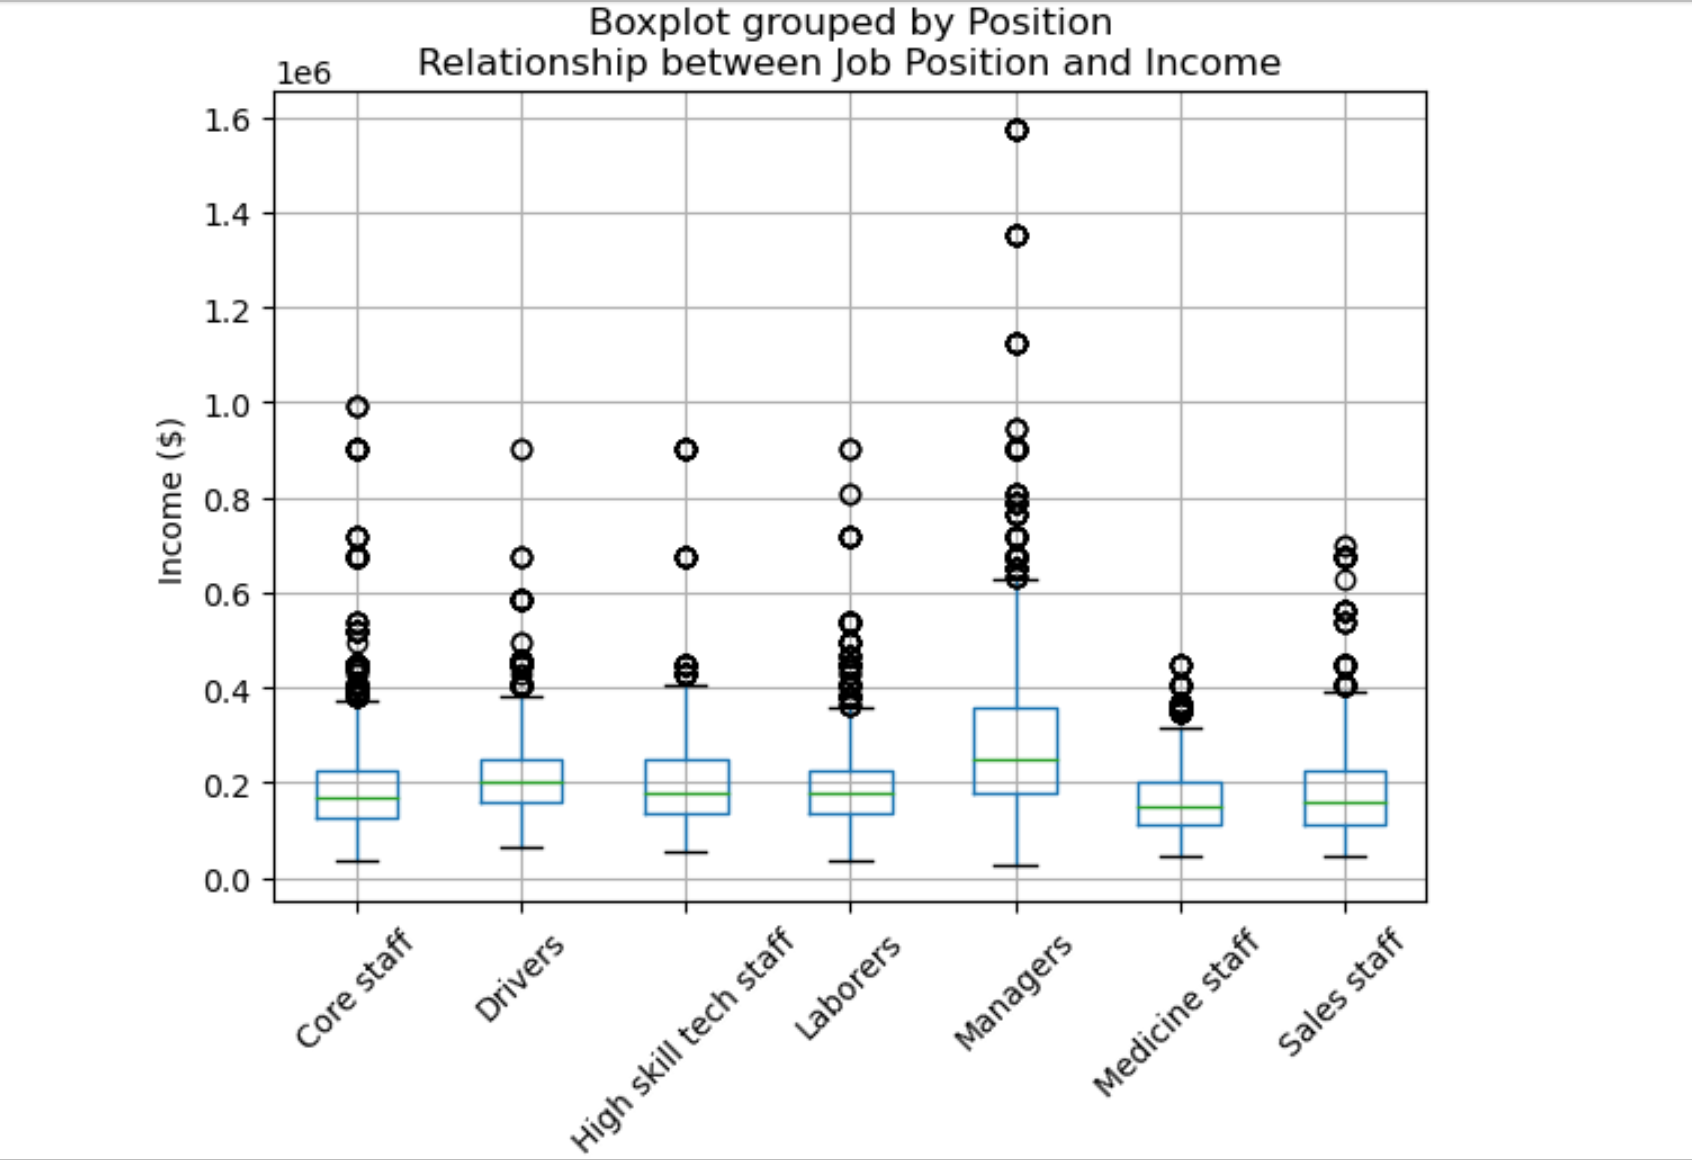 Boxplot grouped by Position
Relationship between Job Position and Income
1e6
1.6
1.4
1.2
1.0
0.8
0.6
0.4
0.2
0.0
Income ($)
Core staff
Drivers
High skill tech staff
Laborers
Managers
Medicine staff
Sales staff